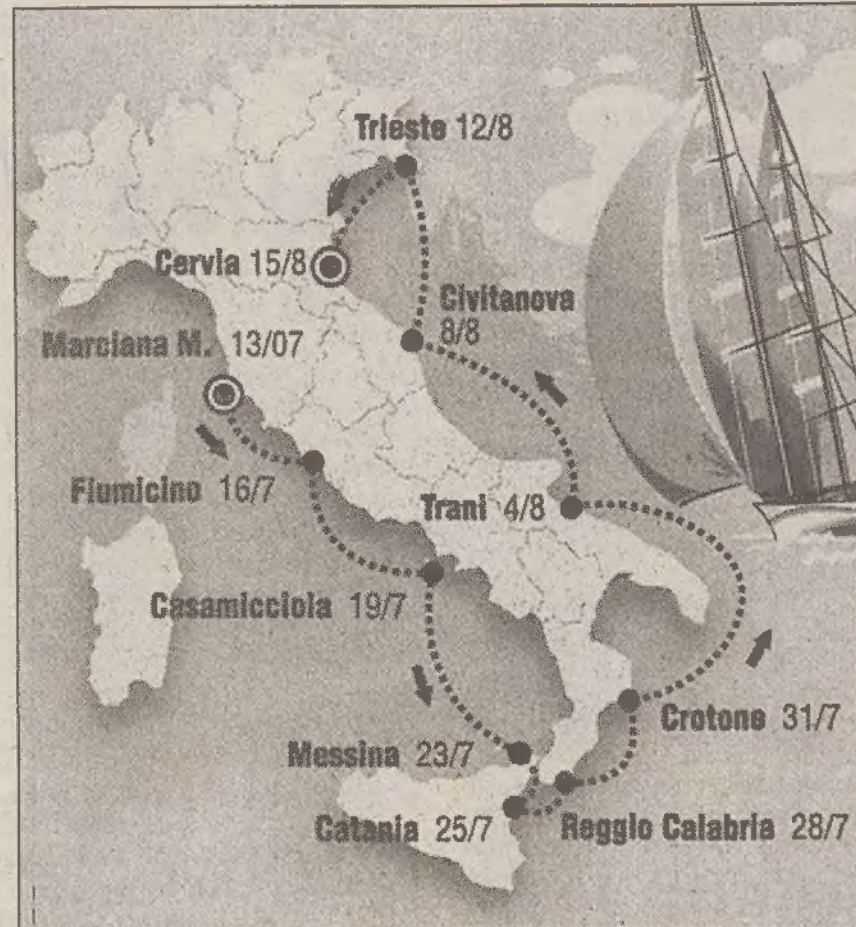 Trieste 12/8
Cervia 15/8
Civitanova
8/8
Marciana M. 13/07
Fiumicino 16/7
Trani 4/8
Casamicciola 19/7
Crotone 31/7
Messina 23/7
Catania 25/7
Reggio Calabria 28/7